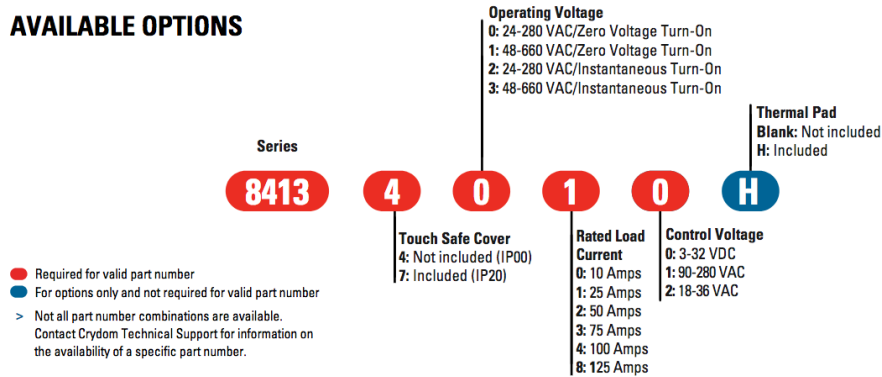 AVAILABLE OPTIONS
Operating Voltage
0: 24-280 VAC/Zero Voltage Turn-On
1: 48-660 VAC/Zero Voltage Turn-On
2: 24-280 VAC/Instantaneous Turn-On
3: 48-660 VAC/Instantaneous Turn-On
Thermal Pad
Blank: Not included
H: Included
Series
8413 4 0 1 0 H
Touch Safe Cover
4: Not included (IP00)
7: Included (IP20)
Rated Load
Current
0: 10 Amps
1: 25 Amps
2: 50 Amps
3: 75 Amps
4: 100 Amps
8: 125 Amps
Control Voltage
0: 3-32 VDC
1: 90-280 VAC
2: 18-36 VAC
Required for valid part number
For options only and not required for valid part number
> Not all part number combinations are available.
Contact Crydom Technical Support for information on
the availability of a specific part number.